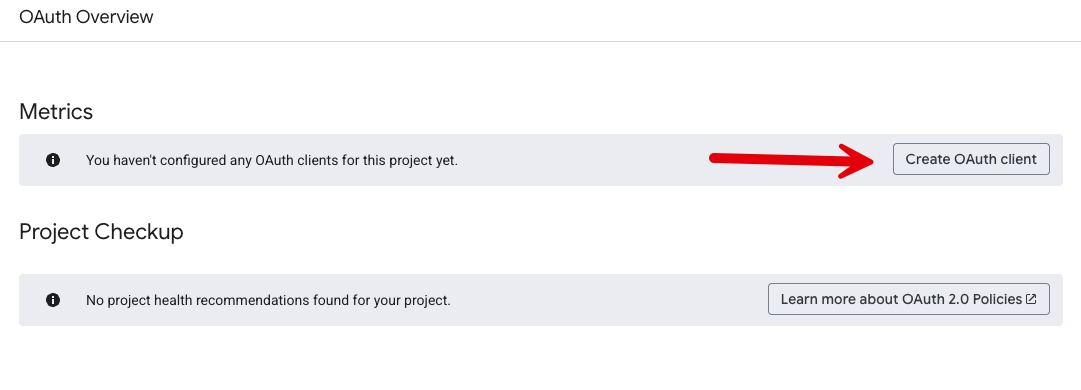 OAuth Overview
Metrics
You haven't configured any OAuth clients for this project yet.
Create OAuth client
Project Checkup
No project health recommendations found for your project.
Learn more about OAuth 2.0 Policies